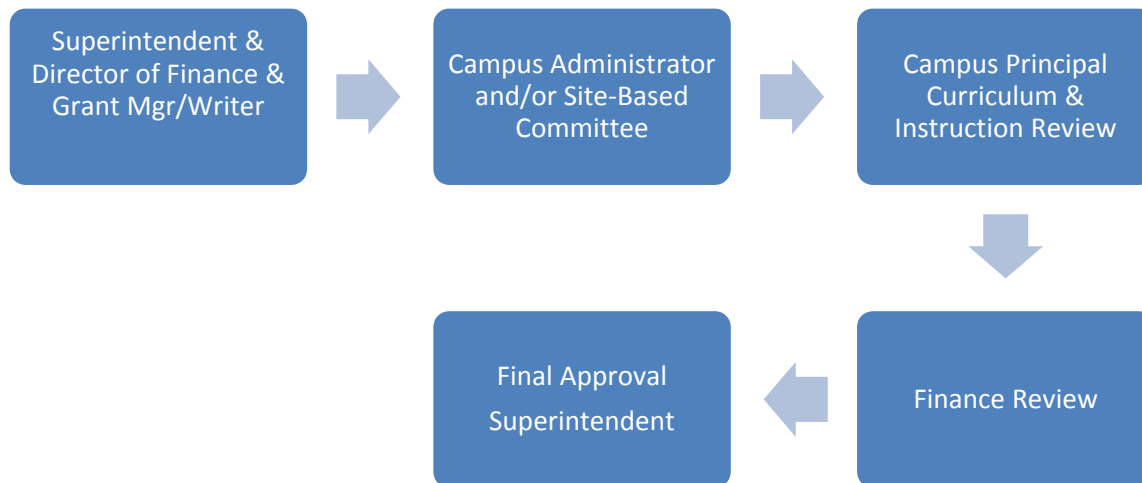 Superintendent &
Director of Finance &
Grant Mgr/Writer
Campus Administrator
and/or Site-Based
Committee
Campus Principal
Curriculum &
Instruction Review
Finance Review
Final Approval
Superintendent